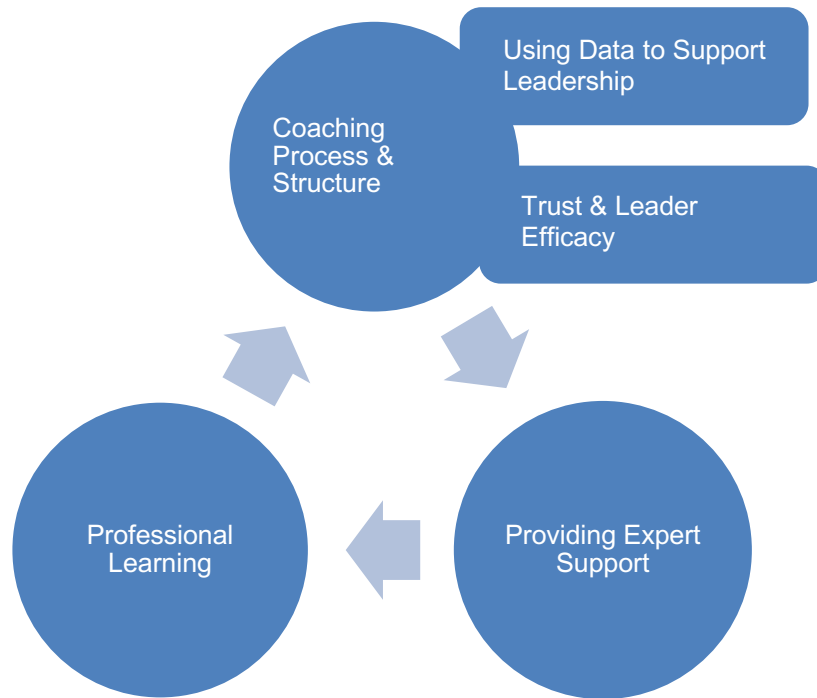 Using Data to Support
Leadership
Coaching
Process &
Structure
Trust & Leader
Efficacy
Professional
Learning
Providing Expert
Support